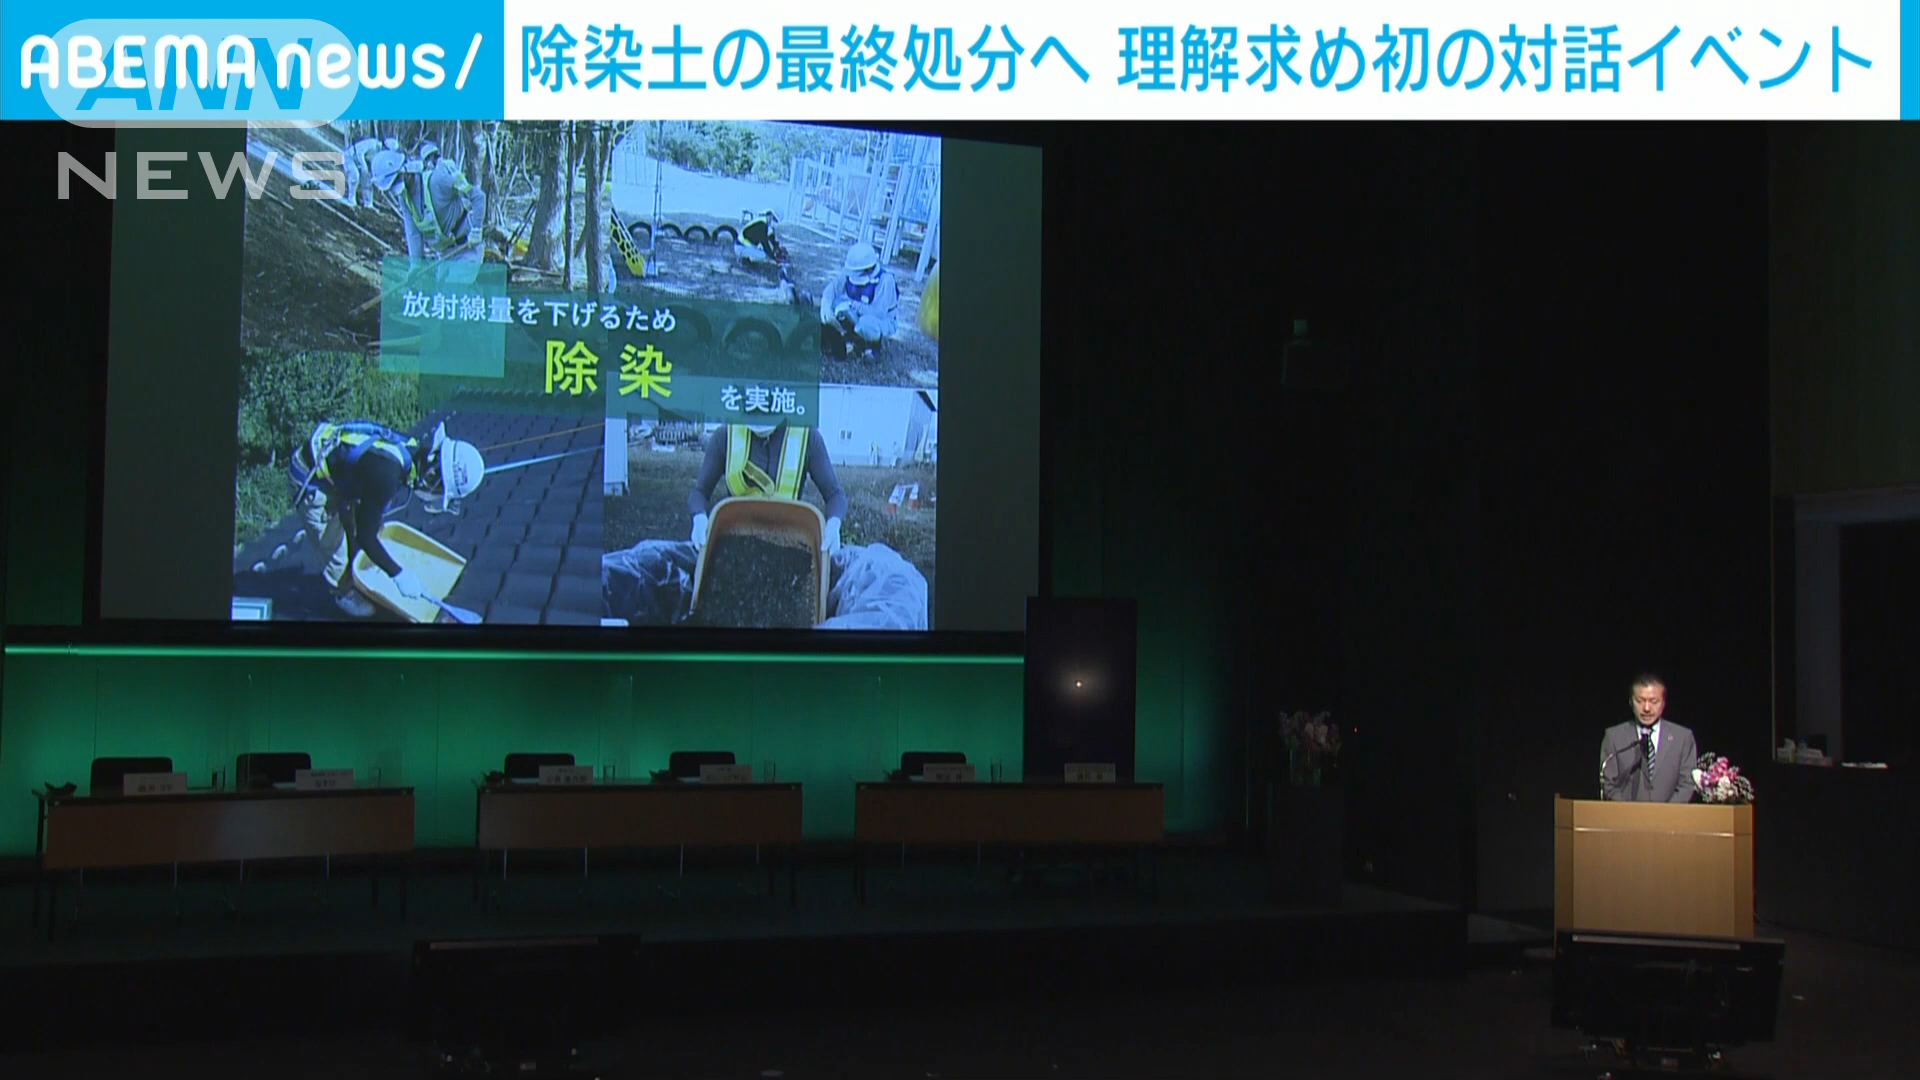 ABEMA news/
除染土の最終処分へ 理解求め初の対話イベント
ANN
NEWS
放射線量を下げるため
除染
を実施。